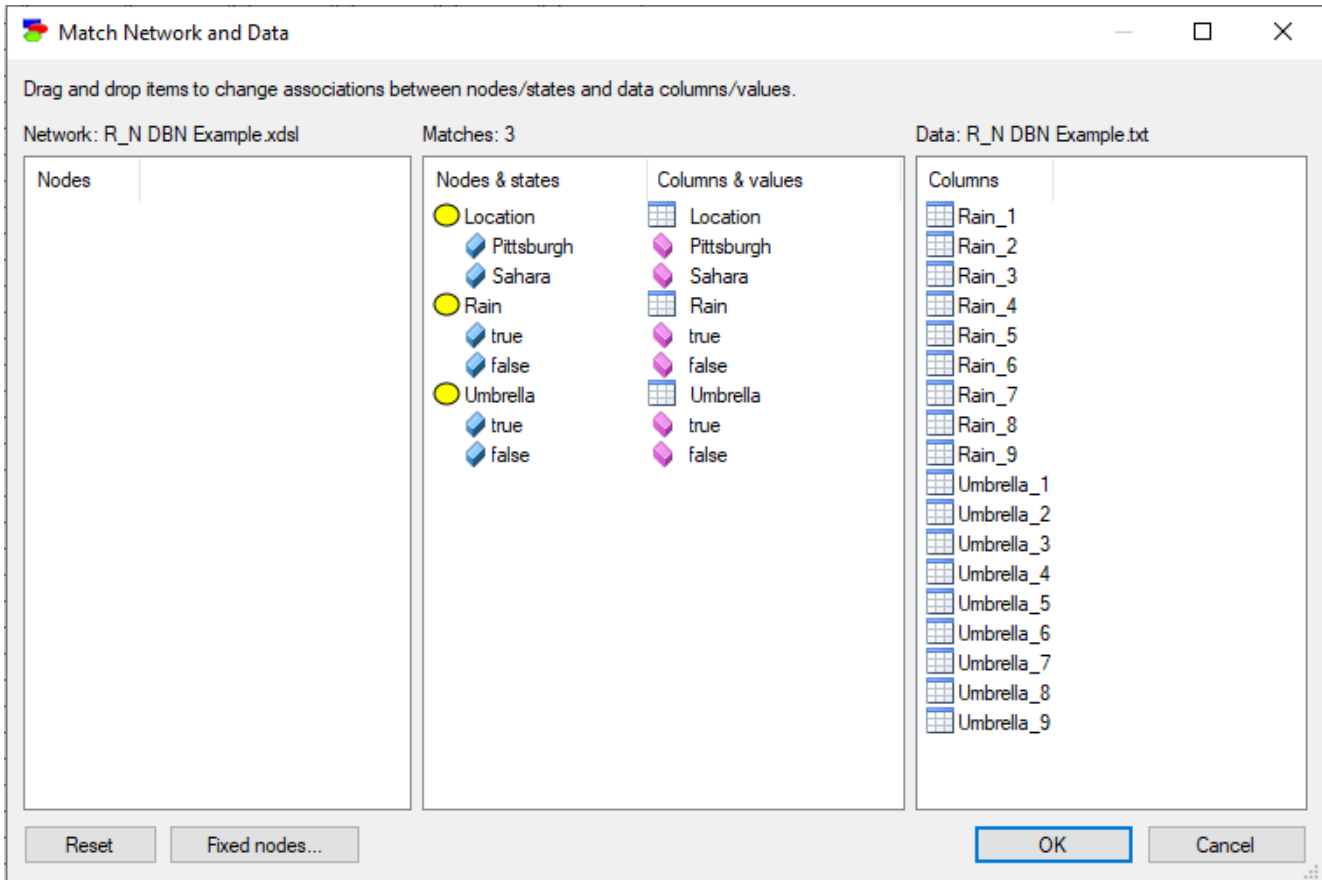 Match Network and Data
Drag and drop items to change associations between nodes/states and data columns/values.
Network: R_N DBN Example.xdsl
Nodes
Matches: 3
Nodes & states Columns & values
Location Location
Pittsburgh Pittsburgh
Sahara Sahara
Rain Rain
true true
false false
Umbrella Umbrella
true true
false false
Data: R_N DBN Example.txt
Columns
Rain_1
Rain_2
Rain_3
Rain_4
Rain_5
Rain_6
Rain_7
Rain_8
Rain_9
Umbrella_1
Umbrella_2
Umbrella_3
Umbrella_4
Umbrella_5
Umbrella_6
Umbrella_7
Umbrella_8
Umbrella_9
Reset Fixed nodes... OK Cancel